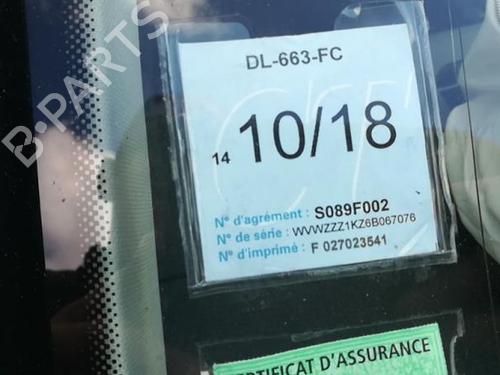 B-PARTS
DL-663-FC
14 10/18
N° d'agrément : S089F002
N° de série : WVWZZZ1KZ6B067076
N° d'imprimé : F 027023541
CERTIFICAT D'ASSURANCE